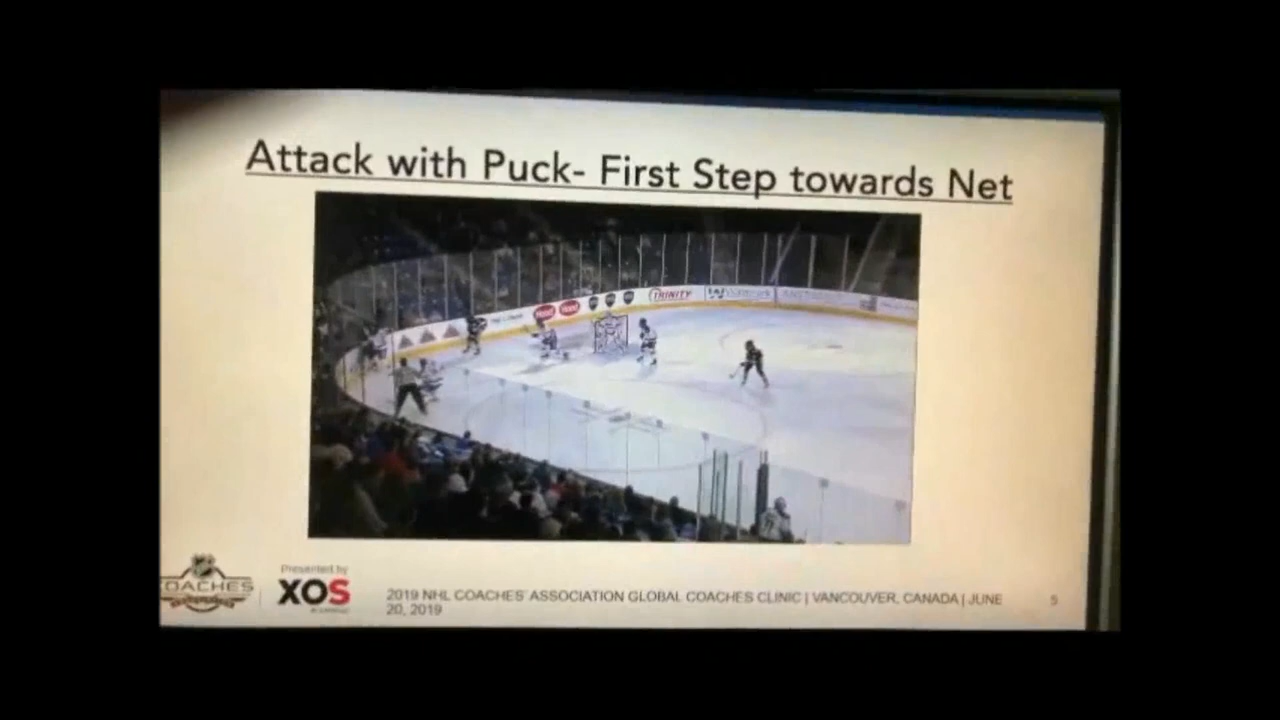 Attack with Puck- First Step towards Net
TRINITY
Presented by
XOS
OACHES
2019 NHL COACHES' ASSOCIATION GLOBAL COACHES CLINIC | VANCOUVER, CANADA | JUNE
20, 2019
5